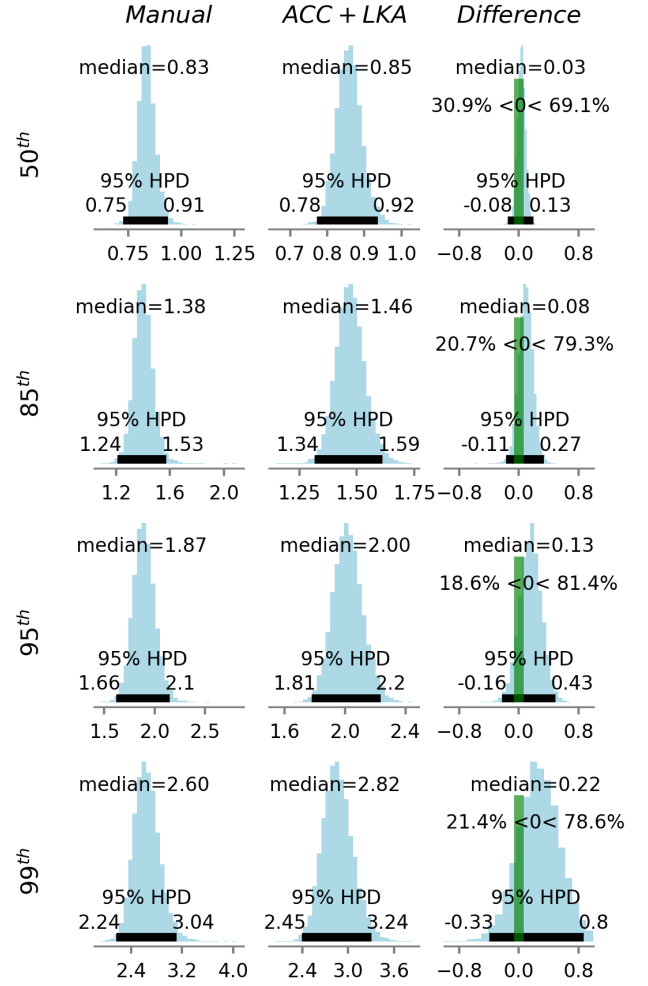 Manual ACC + LKA Difference
50th
median=0.83 median=0.85 median=0.03
30.9% <0< 69.1%
95% HPD 95% HPD 95% HPD
0.75 0.91 0.78 0.92 -0.08 0.13
0.75 1.00 1.25 0.7 0.8 0.9 1.0 −0.8 0.0 0.8
85th
median=1.38 median=1.46 median=0.08
20.7% <0< 79.3%
95% HPD 95% HPD 95% HPD
1.24 1.53 1.34 1.59 -0.11 0.27
1.2 1.6 2.0 1.25 1.50 1.75 −0.8 0.0 0.8
95th
median=1.87 median=2.00 median=0.13
18.6% <0< 81.4%
95% HPD 95% HPD 95% HPD
1.66 2.1 1.81 2.2 -0.16 0.43
1.5 2.0 2.5 1.6 2.0 2.4 −0.8 0.0 0.8
99th
median=2.60 median=2.82 median=0.22
21.4% <0< 78.6%
95% HPD 95% HPD 95% HPD
2.24 3.04 2.45 3.24 -0.33 0.8
2.4 3.2 4.0 2.4 3.0 3.6 −0.8 0.0 0.8